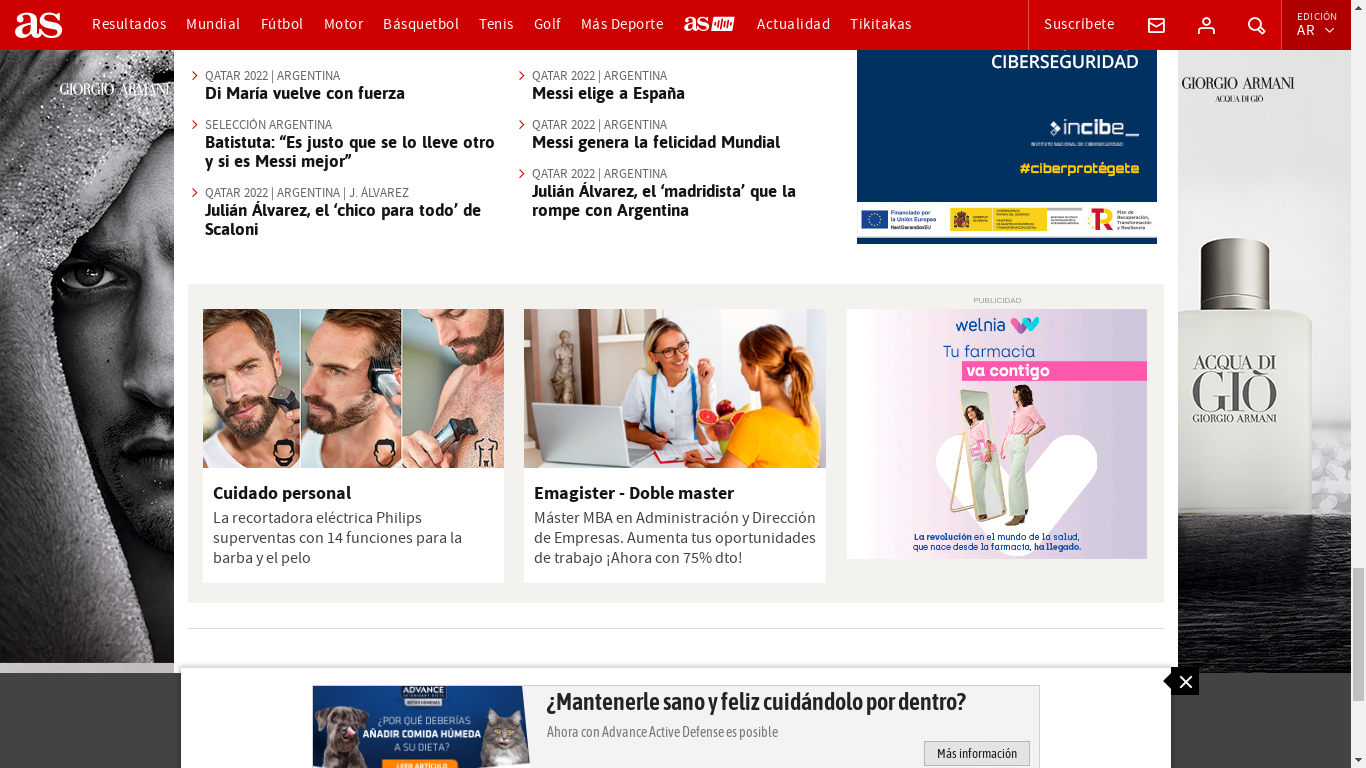 as
Resultados
Mundial
Fútbol
Motor
Básquetbol
Tenis
Golf
Más Deporte
as
Actualidad
Tikitakas
Suscríbete
EDICIÓN
AR
GIORGIO ARMANI
QATAR 2022 | ARGENTINA
Di María vuelve con fuerza
SELECCIÓN ARGENTINA
Batistuta: “Es justo que se lo lleve otro
y si es Messi mejor”
QATAR 2022 | ARGENTINA | J. ÁLVAREZ
Julián Álvarez, el ‘chico para todo’ de
Scaloni
QATAR 2022 | ARGENTINA
Messi elige a España
QATAR 2022 | ARGENTINA
Messi genera la felicidad Mundial
QATAR 2022 | ARGENTINA
Julián Álvarez, el ‘madridista’ que la
rompe con Argentina
CIBERSEGURIDAD
incibe_
INSTITUTO NACIONAL DE CIBERSEGURIDAD
#ciberprotégete
Financiado por
la Unión Europea
NextGenerationEU
Plan de
Recuperación,
Transformación
y Resiliencia
GIORGIO ARMANI
ACQUA DI GIÒ
ACQUA DI
GIÒ
GIORGIO ARMANI
Cuidado personal
La recortadora eléctrica Philips
superventas con 14 funciones para la
barba y el pelo
Emagister - Doble master
Máster MBA en Administración y Dirección
de Empresas. Aumenta tus oportunidades
de trabajo ¡Ahora con 75% dto!
PUBLICIDAD
welnia
Tu farmacia
va contigo
La revolución en el mundo de la salud,
que nace desde la farmacia, ha llegado.
ADVANCE
¿POR QUÉ DEBERÍAS
AÑADIR COMIDA HÚMEDA
A SU DIETA?
LEER ARTÍCULO
¿Mantenerle sano y feliz cuidándolo por dentro?
Ahora con Advance Active Defense es posible
Más información